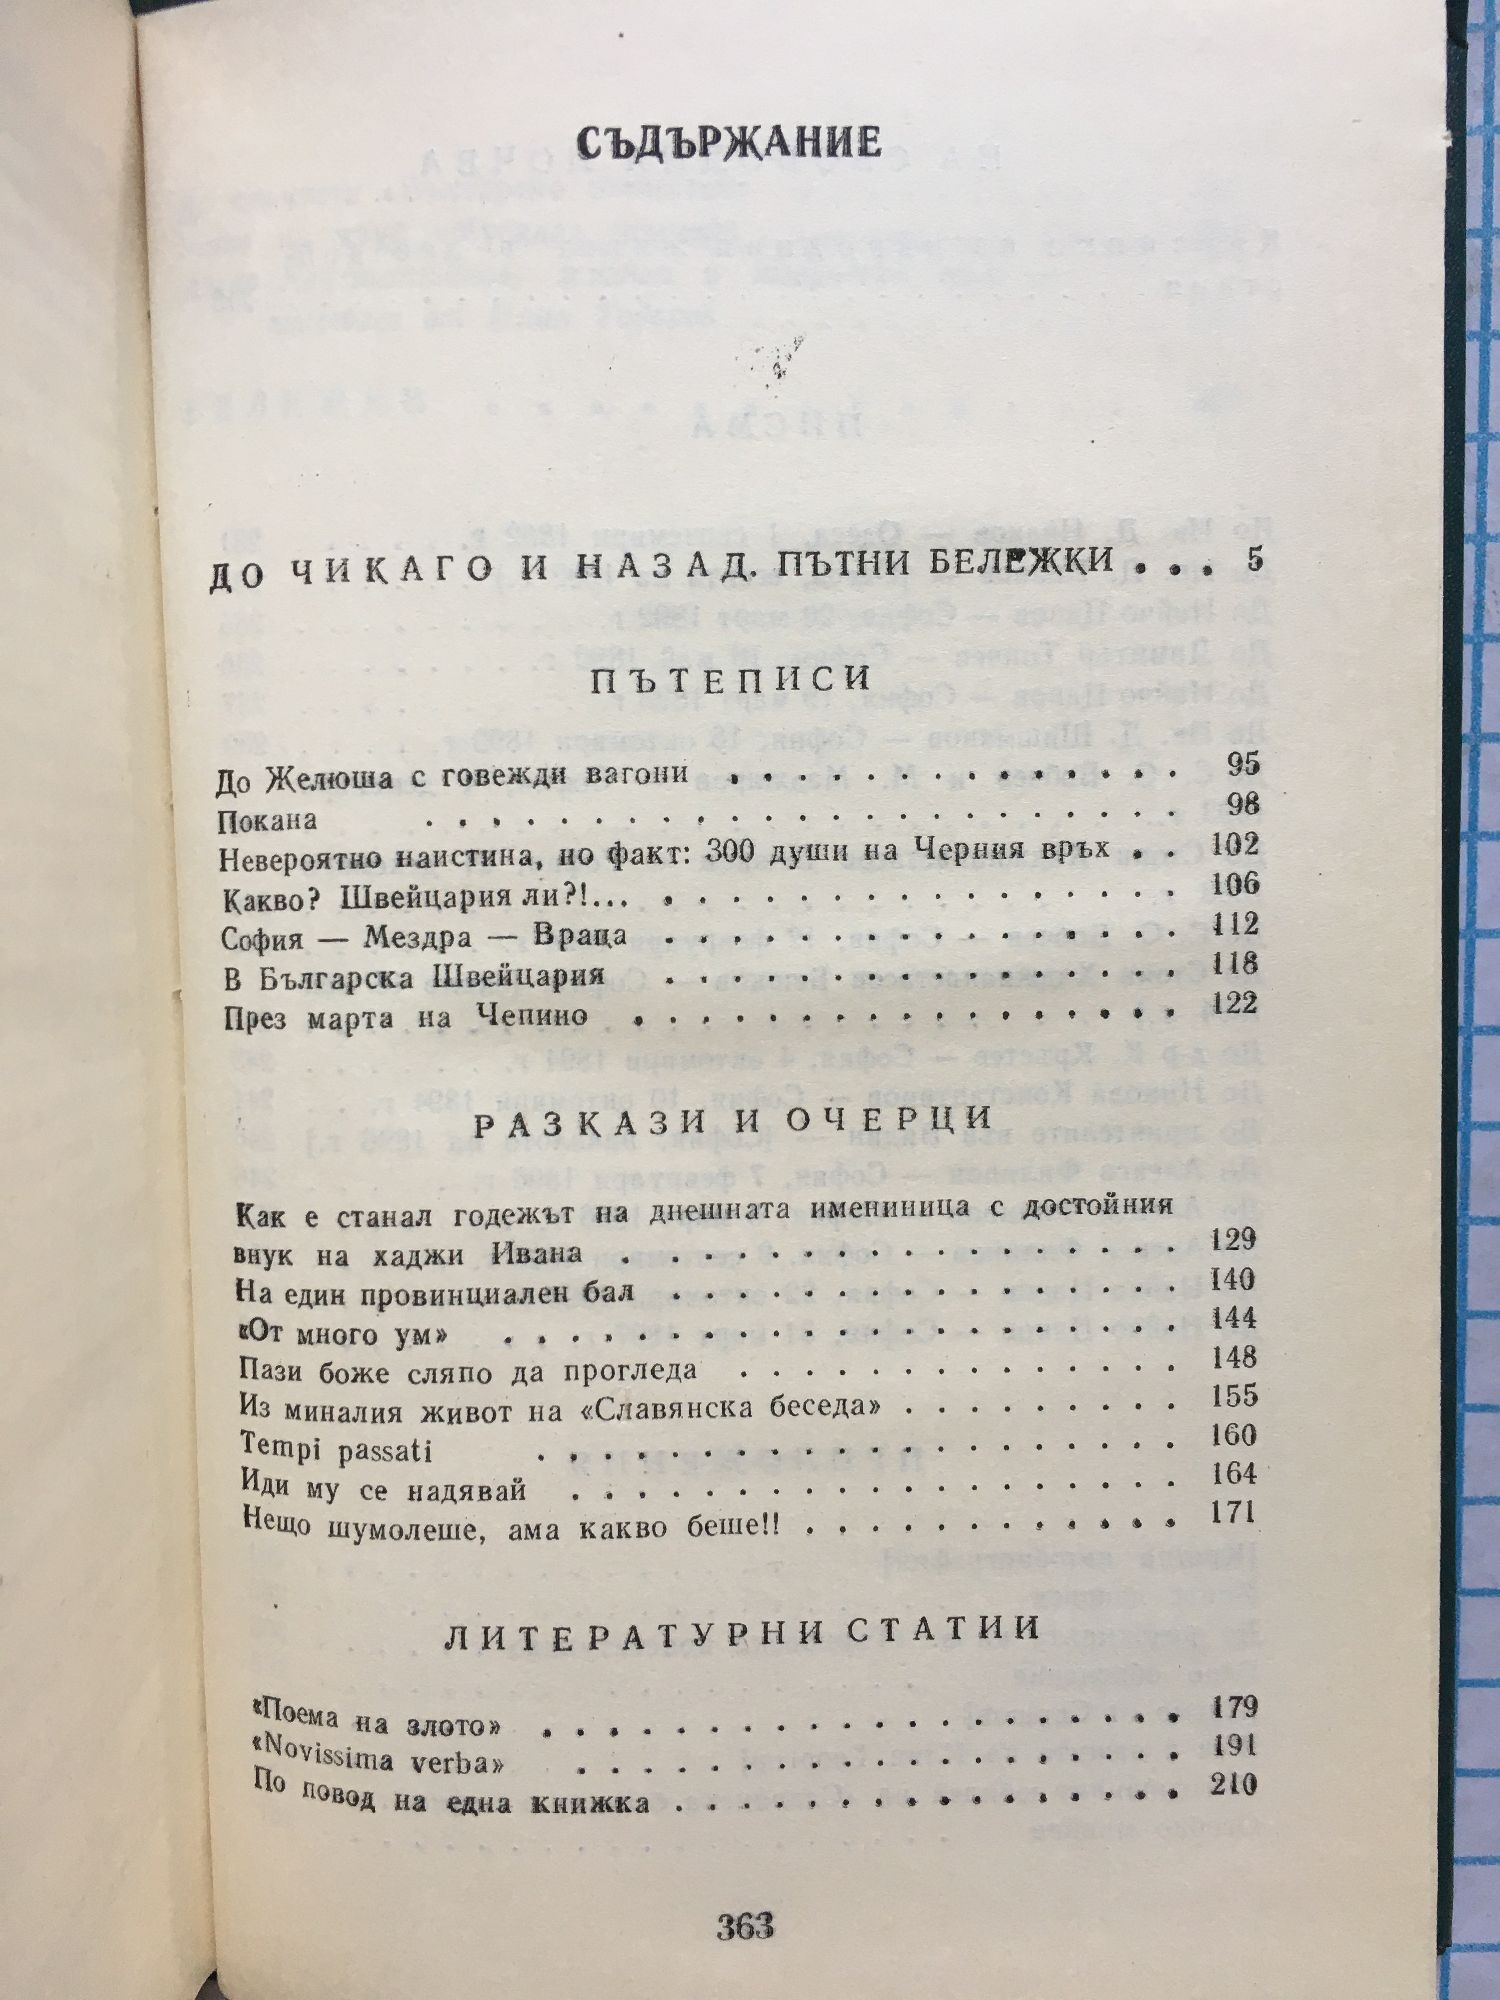 СЪДЪРЖАНИЕ
ДО ЧИКАГО И НАЗАД. ПЪТНИ БЕЛЕЖКИ . . . 5
ПЪТЕПИСИ
До Желюша с говежди вагони . . . . . . . . . . . . . . 95
Покана . . . . . . . . . . . . . . . . . . . . . . . 98
Невероятно наистина, но факт: 300 души на Черния връх . . 102
Какво? Швейцария ли?!... . . . . . . . . . . . . . . . . 106
София — Мездра — Враца . . . . . . . . . . . . . . . . 112
В Българска Швейцария . . . . . . . . . . . . . . . . 118
През марта на Чепино . . . . . . . . . . . . . . . . . 122
РАЗКАЗИ И ОЧЕРЦИ
Как е станал годежът на днешната имениница с достойния
внук на хаджи Ивана . . . . . . . . . . . . . . . . . 129
На един провинциален бал . . . . . . . . . . . . . . . . 140
«От много ум» . . . . . . . . . . . . . . . . . . . . . 144
Пази боже сляпо да прогледа . . . . . . . . . . . . . . 148
Из миналия живот на «Славянска беседа» . . . . . . . . . 155
Tempi passati . . . . . . . . . . . . . . . . . . . . 160
Иди му се надявай . . . . . . . . . . . . . . . . . . . 164
Нещо шумолеше, ама какво беше!! . . . . . . . . . . . . 171
ЛИТЕРАТУРНИ СТАТИИ
«Поема на злото» . . . . . . . . . . . . . . . . . . . 179
«Novissima verba» . . . . . . . . . . . . . . . . . . 191
По повод на една книжка . . . . . . . . . . . . . . . . 210
363